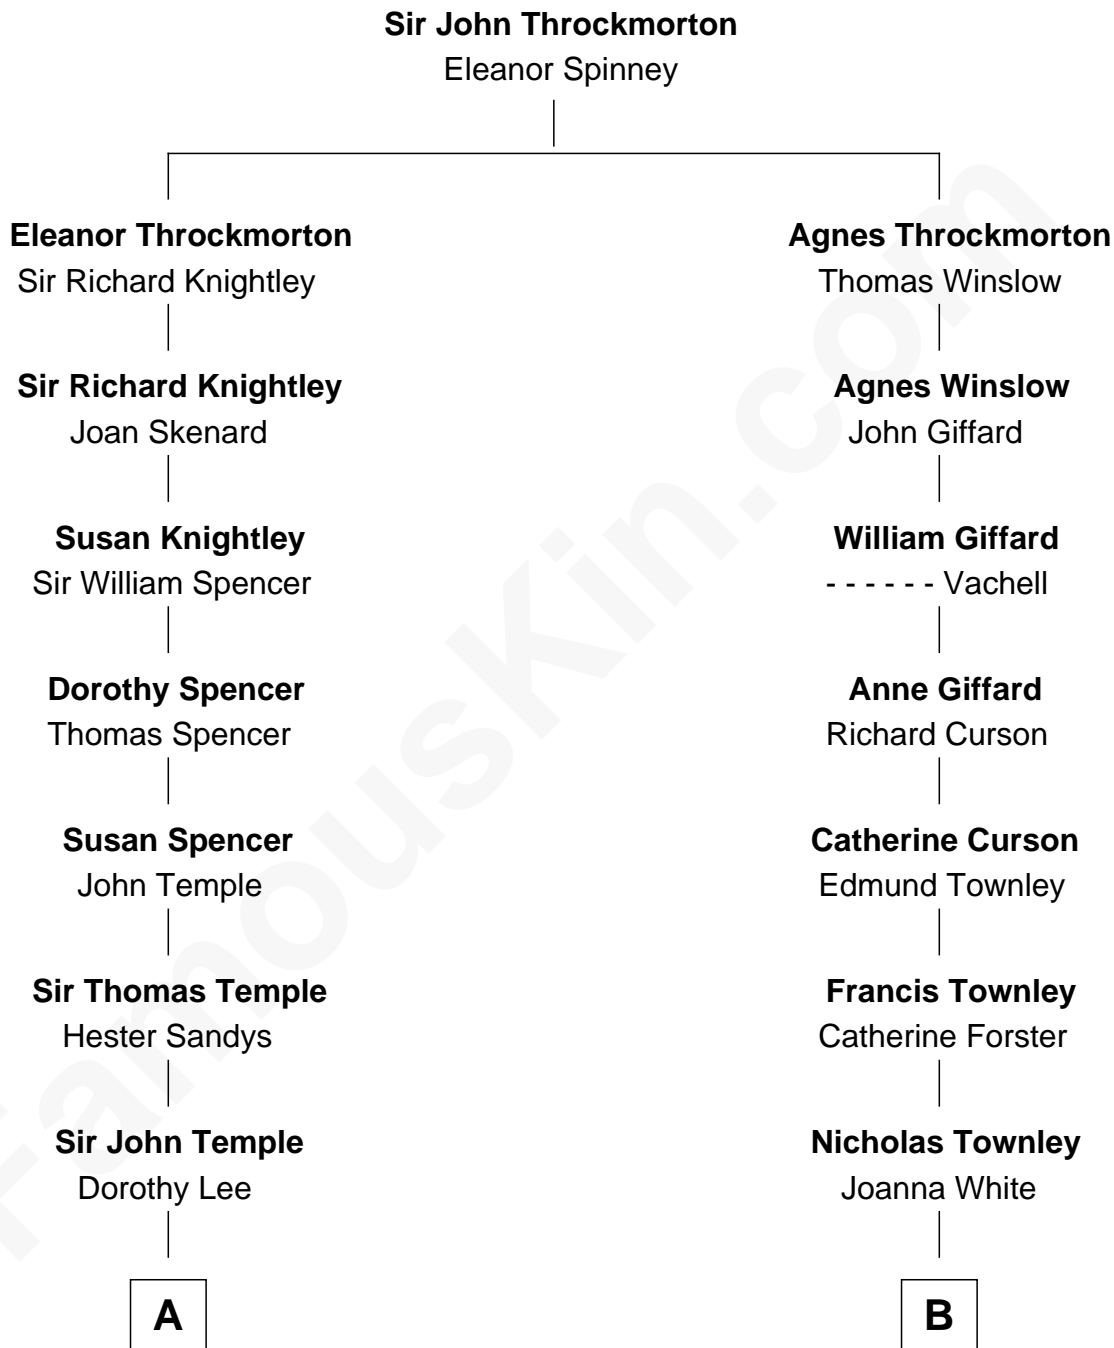 Sir John Throckmorton
Eleanor Spinney
Eleanor Throckmorton
Sir Richard Knightley
Sir Richard Knightley
Joan Skenard
Susan Knightley
Sir William Spencer
Dorothy Spencer
Thomas Spencer
Susan Spencer
John Temple
Sir Thomas Temple
Hester Sandys
Sir John Temple
Dorothy Lee
A
Agnes Throckmorton
Thomas Winslow
Agnes Winslow
John Giffard
William Giffard
- - - - - - Vachell
Anne Giffard
Richard Curson
Catherine Curson
Edmund Townley
Francis Townley
Catherine Forster
Nicholas Townley
Joanna White
B
FamousKin.com